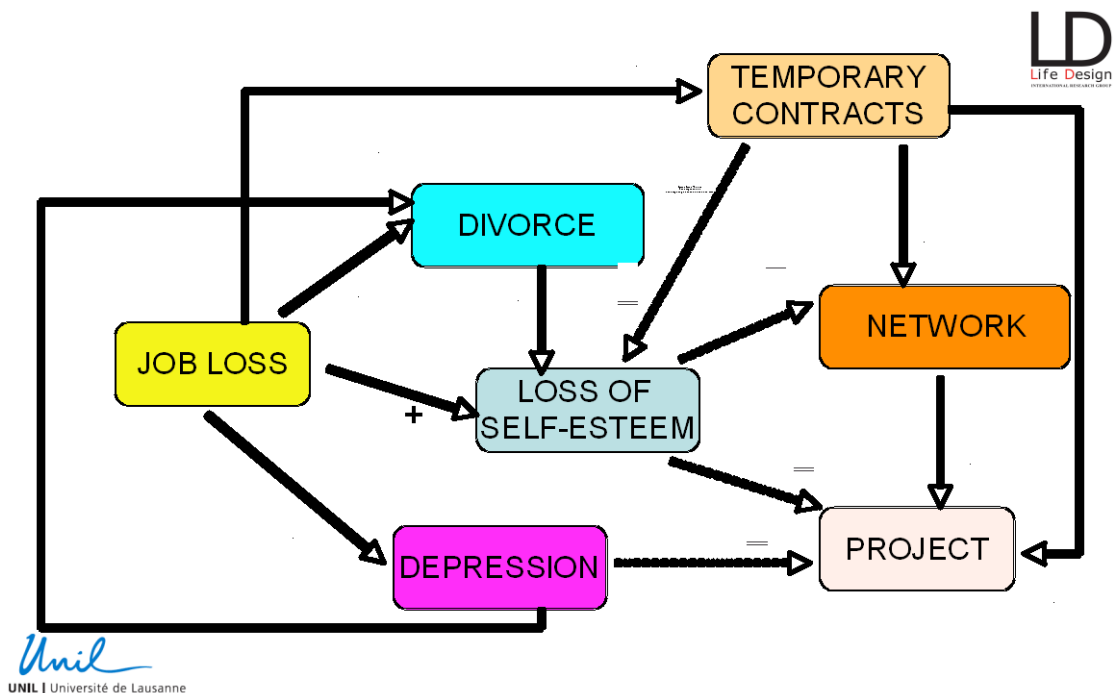 LD
Life Design
INTERNATIONAL RESEARCH GROUP
TEMPORARY
CONTRACTS
DIVORCE
NETWORK
JOB LOSS
LOSS OF
SELF-ESTEEM
+
PROJECT
DEPRESSION
Unil
UNIL | Université de Lausanne